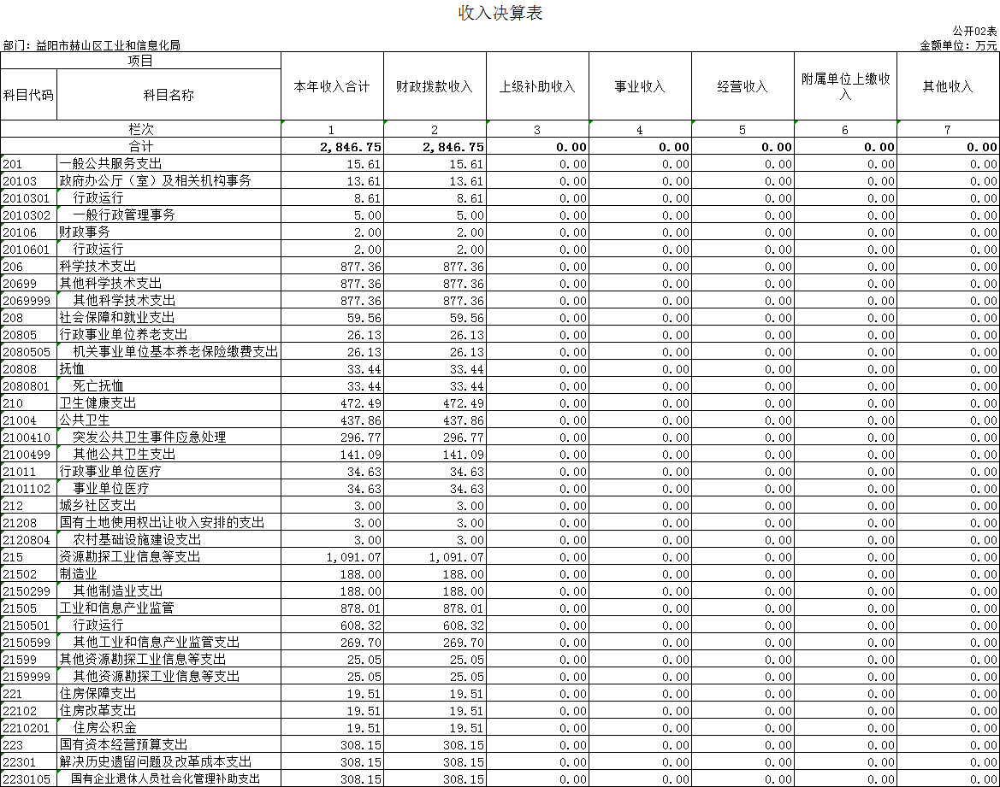 收入决算表
公开02表
部门：益阳市赫山区工业和信息化局 金额单位：万元
项目 本年收入合计 财政拨款收入 上级补助收入 事业收入 经营收入 附属单位上缴收入 其他收入
科目代码 科目名称
栏次 1 2 3 4 5 6 7
合计 2,846.75 2,846.75 0.00 0.00 0.00 0.00 0.00
201 一般公共服务支出 15.61 15.61 0.00 0.00 0.00 0.00 0.00
20103 政府办公厅（室）及相关机构事务 13.61 13.61 0.00 0.00 0.00 0.00 0.00
2010301 行政运行 8.61 8.61 0.00 0.00 0.00 0.00 0.00
2010302 一般行政管理事务 5.00 5.00 0.00 0.00 0.00 0.00 0.00
20106 财政事务 2.00 2.00 0.00 0.00 0.00 0.00 0.00
2010601 行政运行 2.00 2.00 0.00 0.00 0.00 0.00 0.00
206 科学技术支出 877.36 877.36 0.00 0.00 0.00 0.00 0.00
20699 其他科学技术支出 877.36 877.36 0.00 0.00 0.00 0.00 0.00
2069999 其他科学技术支出 877.36 877.36 0.00 0.00 0.00 0.00 0.00
208 社会保障和就业支出 59.56 59.56 0.00 0.00 0.00 0.00 0.00
20805 行政事业单位养老支出 26.13 26.13 0.00 0.00 0.00 0.00 0.00
2080505 机关事业单位基本养老保险缴费支出 26.13 26.13 0.00 0.00 0.00 0.00 0.00
20808 抚恤 33.44 33.44 0.00 0.00 0.00 0.00 0.00
2080801 死亡抚恤 33.44 33.44 0.00 0.00 0.00 0.00 0.00
210 卫生健康支出 472.49 472.49 0.00 0.00 0.00 0.00 0.00
21004 公共卫生 437.86 437.86 0.00 0.00 0.00 0.00 0.00
2100410 突发公共卫生事件应急处理 296.77 296.77 0.00 0.00 0.00 0.00 0.00
2100499 其他公共卫生支出 141.09 141.09 0.00 0.00 0.00 0.00 0.00
21011 行政事业单位医疗 34.63 34.63 0.00 0.00 0.00 0.00 0.00
2101102 事业单位医疗 34.63 34.63 0.00 0.00 0.00 0.00 0.00
212 城乡社区支出 3.00 3.00 0.00 0.00 0.00 0.00 0.00
21208 国有土地使用权出让收入安排的支出 3.00 3.00 0.00 0.00 0.00 0.00 0.00
2120804 农村基础设施建设支出 3.00 3.00 0.00 0.00 0.00 0.00 0.00
215 资源勘探工业信息等支出 1,091.07 1,091.07 0.00 0.00 0.00 0.00 0.00
21502 制造业 188.00 188.00 0.00 0.00 0.00 0.00 0.00
2150299 其他制造业支出 188.00 188.00 0.00 0.00 0.00 0.00 0.00
21505 工业和信息产业监管 878.01 878.01 0.00 0.00 0.00 0.00 0.00
2150501 行政运行 608.32 608.32 0.00 0.00 0.00 0.00 0.00
2150599 其他工业和信息产业监管支出 269.70 269.70 0.00 0.00 0.00 0.00 0.00
21599 其他资源勘探工业信息等支出 25.05 25.05 0.00 0.00 0.00 0.00 0.00
2159999 其他资源勘探工业信息等支出 25.05 25.05 0.00 0.00 0.00 0.00 0.00
221 住房保障支出 19.51 19.51 0.00 0.00 0.00 0.00 0.00
22102 住房改革支出 19.51 19.51 0.00 0.00 0.00 0.00 0.00
2210201 住房公积金 19.51 19.51 0.00 0.00 0.00 0.00 0.00
223 国有资本经营预算支出 308.15 308.15 0.00 0.00 0.00 0.00 0.00
22301 解决历史遗留问题及改革成本支出 308.15 308.15 0.00 0.00 0.00 0.00 0.00
2230105 国有企业退休人员社会化管理补助支出 308.15 308.15 0.00 0.00 0.00 0.00 0.00